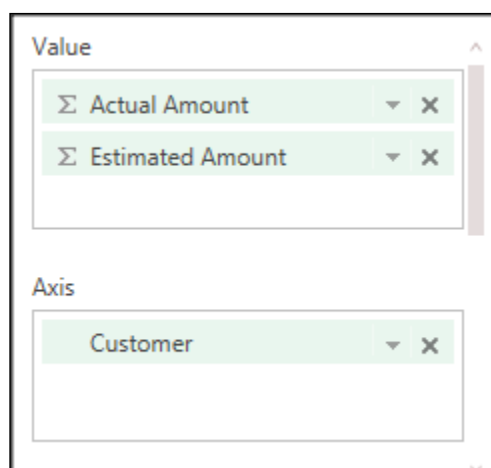 Value
Σ Actual Amount
Σ Estimated Amount
Axis
Customer